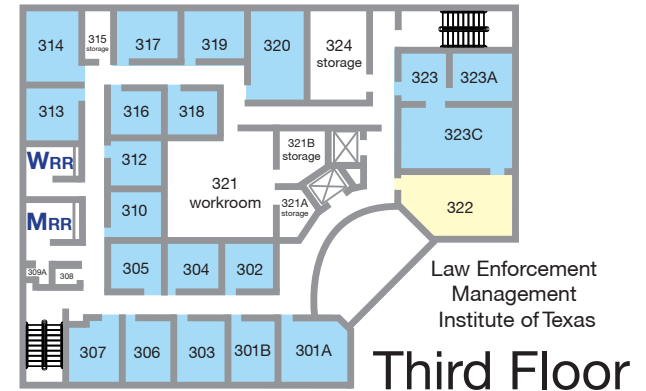 314
315
storage
317
319
320
324
storage
323
323A
313
316
318
323C
WRR
312
321B
storage
321
workroom
321A
storage
322
MRR
310
309A
308
305
304
302
Law Enforcement
Management
Institute of Texas
307
306
303
301B
301A
Third Floor